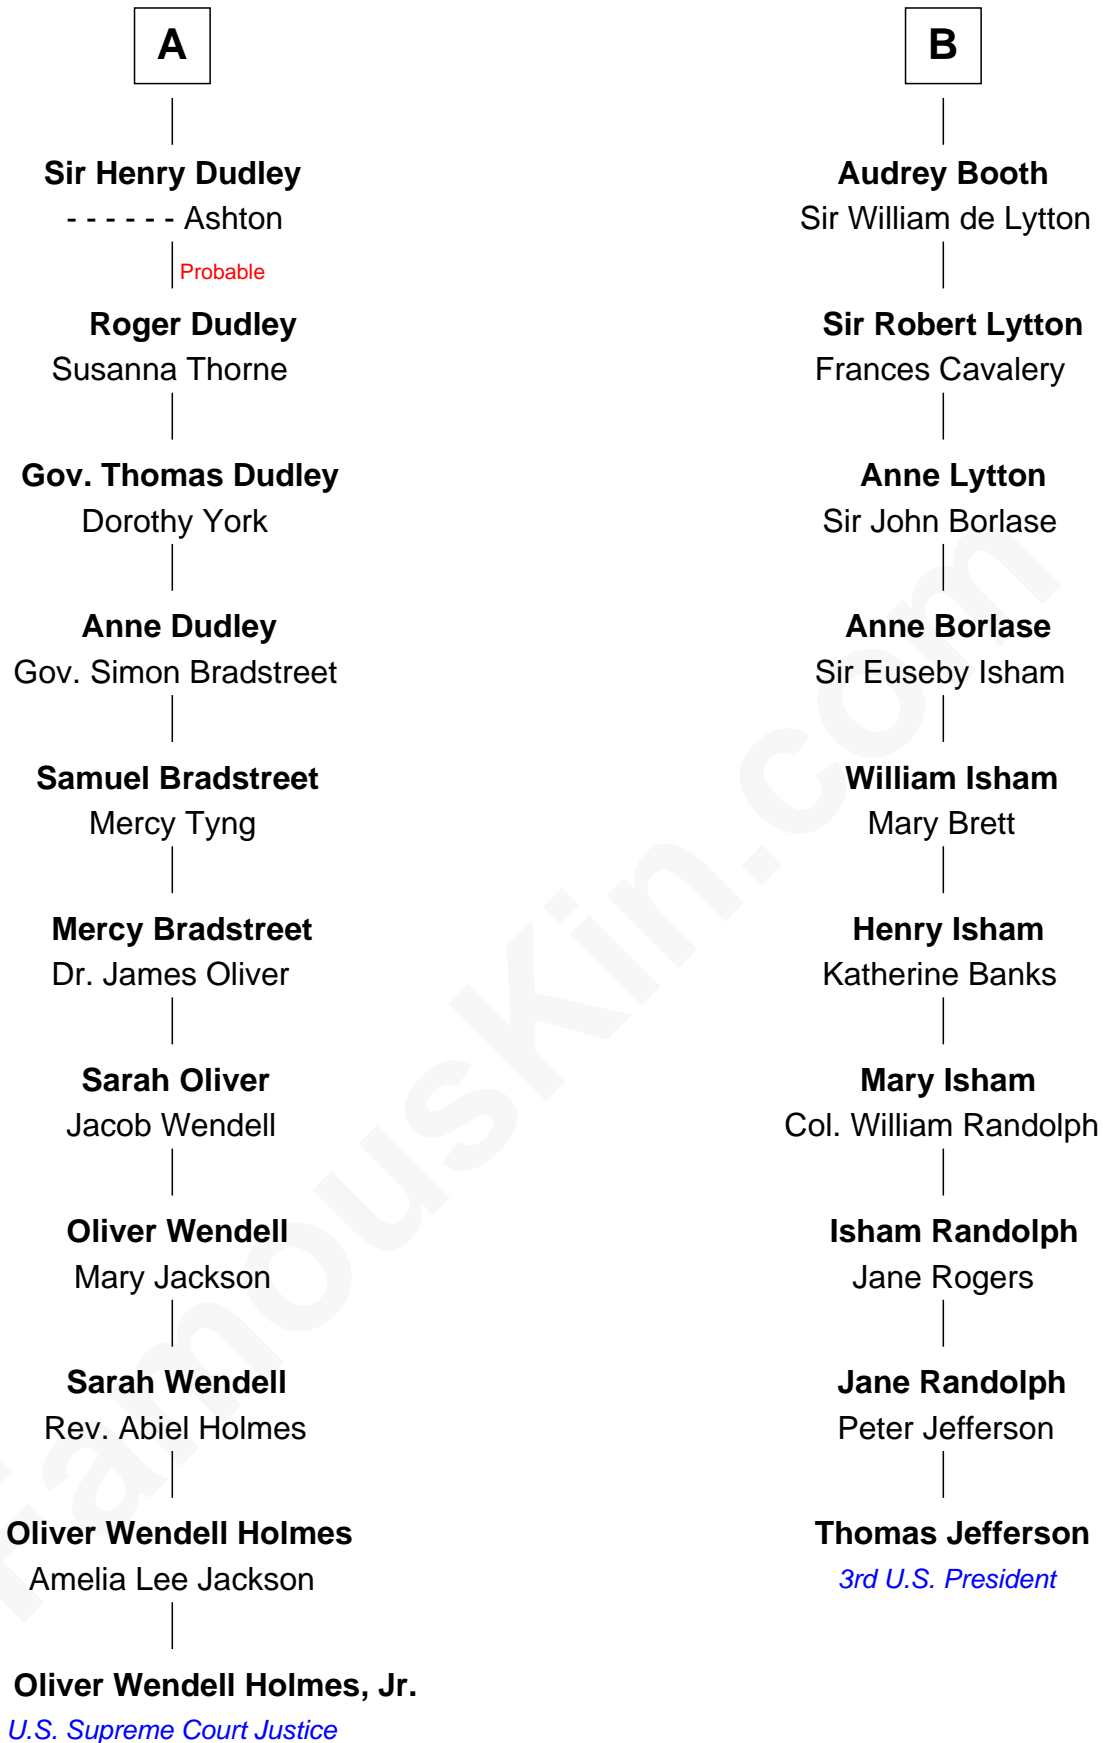 A
Sir Henry Dudley
- - - - - - Ashton
Probable
Roger Dudley
Susanna Thorne
Gov. Thomas Dudley
Dorothy York
Anne Dudley
Gov. Simon Bradstreet
Samuel Bradstreet
Mercy Tyng
Mercy Bradstreet
Dr. James Oliver
Sarah Oliver
Jacob Wendell
Oliver Wendell
Mary Jackson
Sarah Wendell
Rev. Abiel Holmes
Oliver Wendell Holmes
Amelia Lee Jackson
Oliver Wendell Holmes, Jr.
U.S. Supreme Court Justice
B
Audrey Booth
Sir William de Lytton
Sir Robert Lytton
Frances Cavalery
Anne Lytton
Sir John Borlase
Anne Borlase
Sir Euseby Isham
William Isham
Mary Brett
Henry Isham
Katherine Banks
Mary Isham
Col. William Randolph
Isham Randolph
Jane Rogers
Jane Randolph
Peter Jefferson
Thomas Jefferson
3rd U.S. President
FamousKin.com